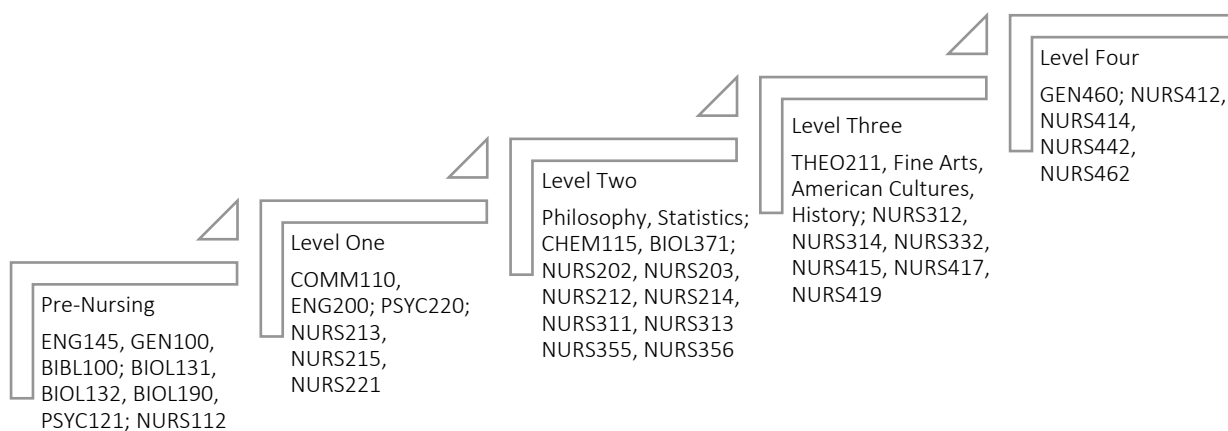 Pre-Nursing
ENG145, GEN100,
BIBL100; BIOL131,
BIOL132, BIOL190,
PSYC121; NURS112
Level One
COMM110,
ENG200; PSYC220;
NURS213,
NURS215,
NURS221
Level Two
Philosophy, Statistics;
CHEM115, BIOL371;
NURS202, NURS203,
NURS212, NURS214,
NURS311, NURS313
NURS355, NURS356
Level Three
THEO211, Fine Arts,
American Cultures,
History; NURS312,
NURS314, NURS332,
NURS415, NURS417,
NURS419
Level Four
GEN460; NURS412,
NURS414,
NURS442,
NURS462